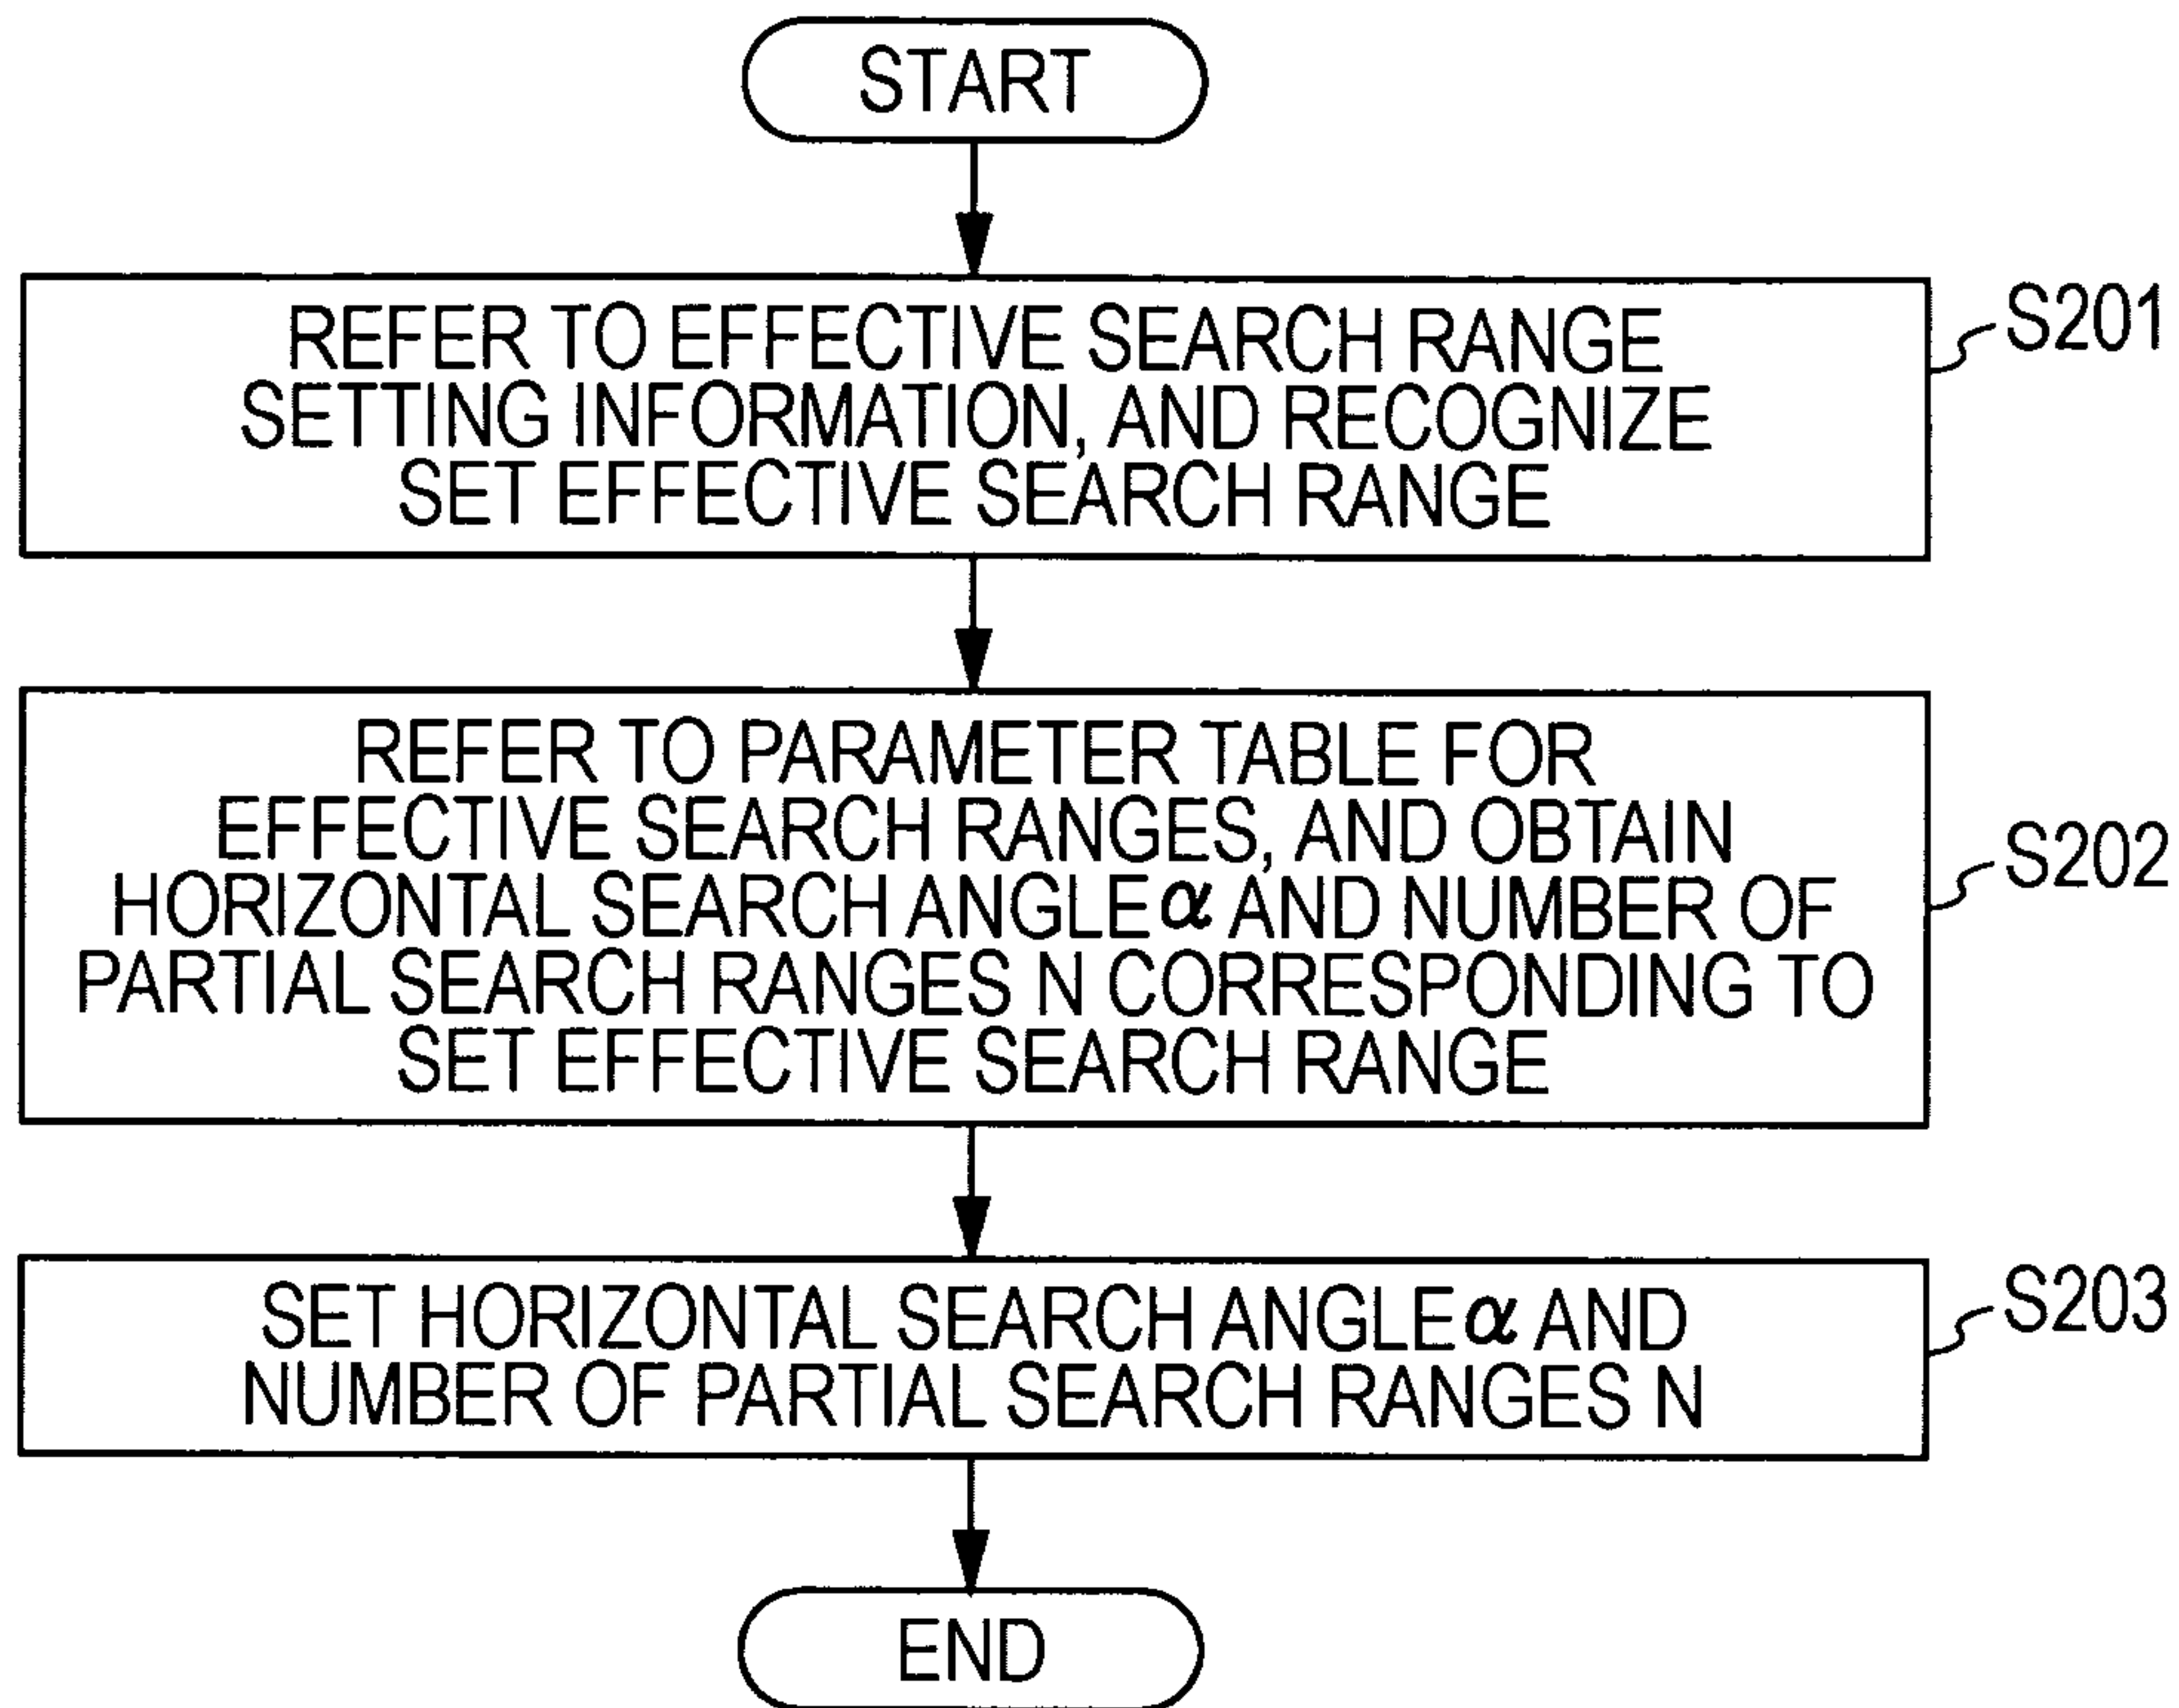 START
REFER TO EFFECTIVE SEARCH RANGE
SETTING INFORMATION, AND RECOGNIZE
SET EFFECTIVE SEARCH RANGE
S201
REFER TO PARAMETER TABLE FOR
EFFECTIVE SEARCH RANGES, AND OBTAIN
HORIZONTAL SEARCH ANGLE α AND NUMBER OF
PARTIAL SEARCH RANGES N CORRESPONDING TO
SET EFFECTIVE SEARCH RANGE
S202
SET HORIZONTAL SEARCH ANGLE α AND
NUMBER OF PARTIAL SEARCH RANGES N
S203
END